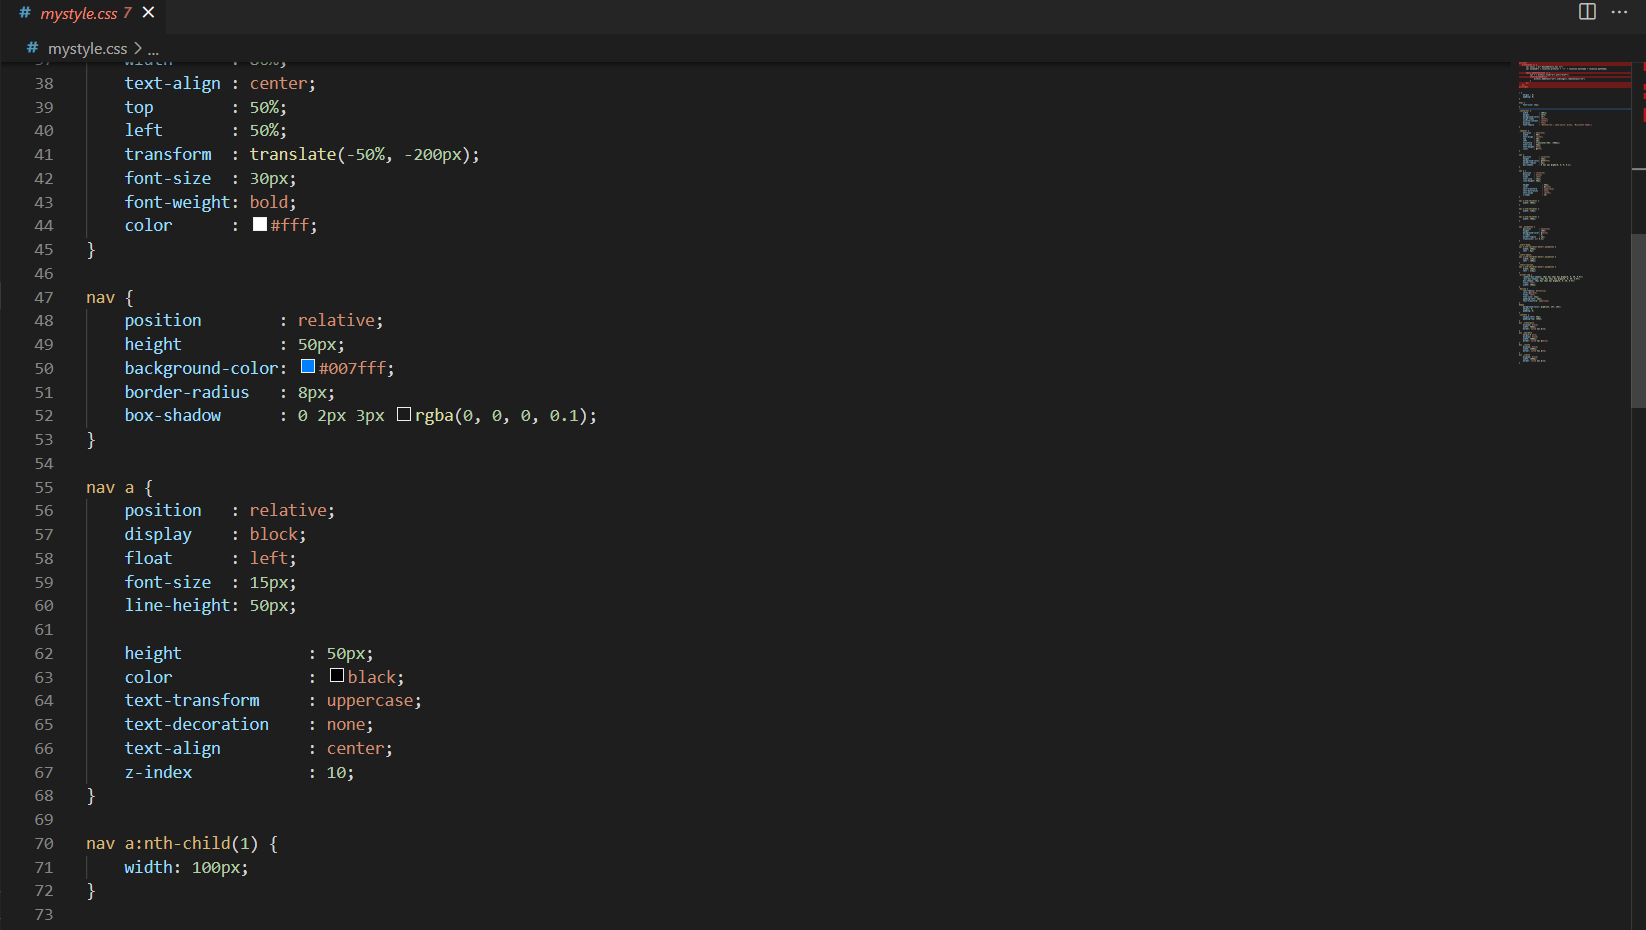 # mystyle.css 7
# mystyle.css > ...
38 text-align : center;
39 top : 50%;
40 left : 50%;
41 transform : translate(-50%, -200px);
42 font-size : 30px;
43 font-weight: bold;
44 color : #fff;
45 }
46
47 nav {
48 position : relative;
49 height : 50px;
50 background-color: #007fff;
51 border-radius : 8px;
52 box-shadow : 0 2px 3px rgba(0, 0, 0, 0.1);
53 }
54
55 nav a {
56 position : relative;
57 display : block;
58 float : left;
59 font-size : 15px;
60 line-height: 50px;
61
62 height : 50px;
63 color : black;
64 text-transform : uppercase;
65 text-decoration : none;
66 text-align : center;
67 z-index : 10;
68 }
69
70 nav a:nth-child(1) {
71 width: 100px;
72 }
73